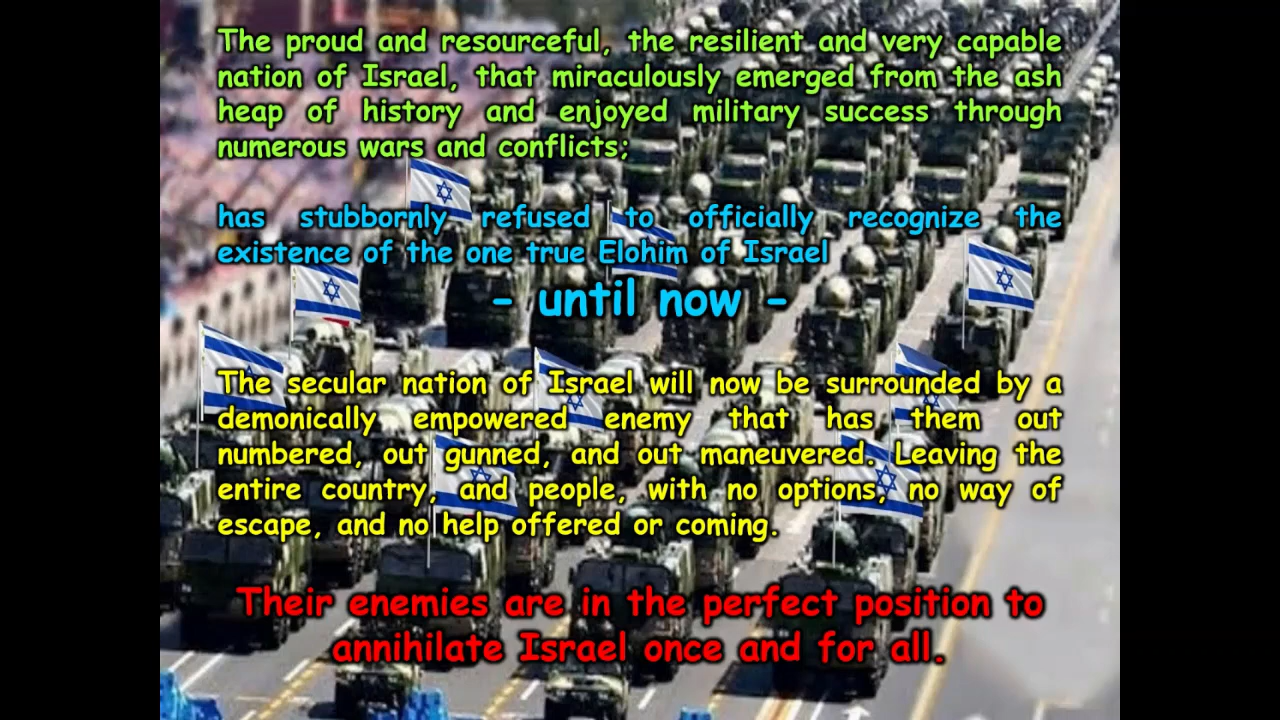 The proud and resourceful, the resilient and very capable
nation of Israel, that miraculously emerged from the ash
heap of history and enjoyed military success through
numerous wars and conflicts;
has stubbornly refused to officially recognize the
existence of the one true Elohim of Israel
- until now -
The secular nation of Israel will now be surrounded by a
demonically empowered enemy that has them out
numbered, out gunned, and out maneuvered. Leaving the
entire country, and people, with no options, no way of
escape, and no help offered or coming.
Their enemies are in the perfect position to
annihilate Israel once and for all.